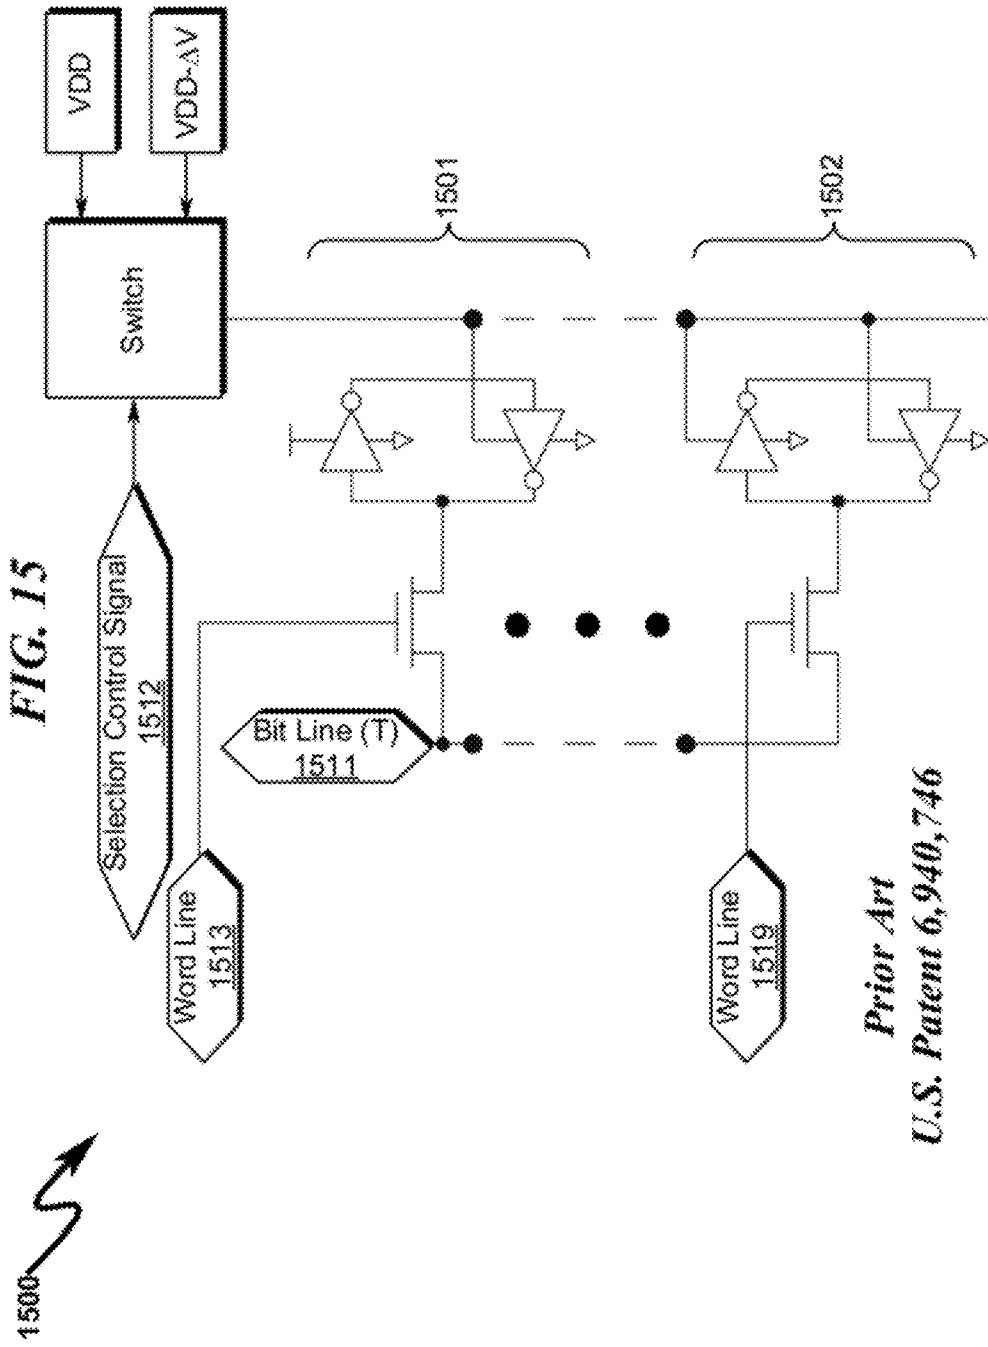 1500
FIG. 15
Selection Control Signal
1512
Switch
VDD
VDD-ΔV
Word Line
1513
Bit Line (T)
1511
1501
Word Line
1519
1502
Prior Art
U.S. Patent 6,940,746